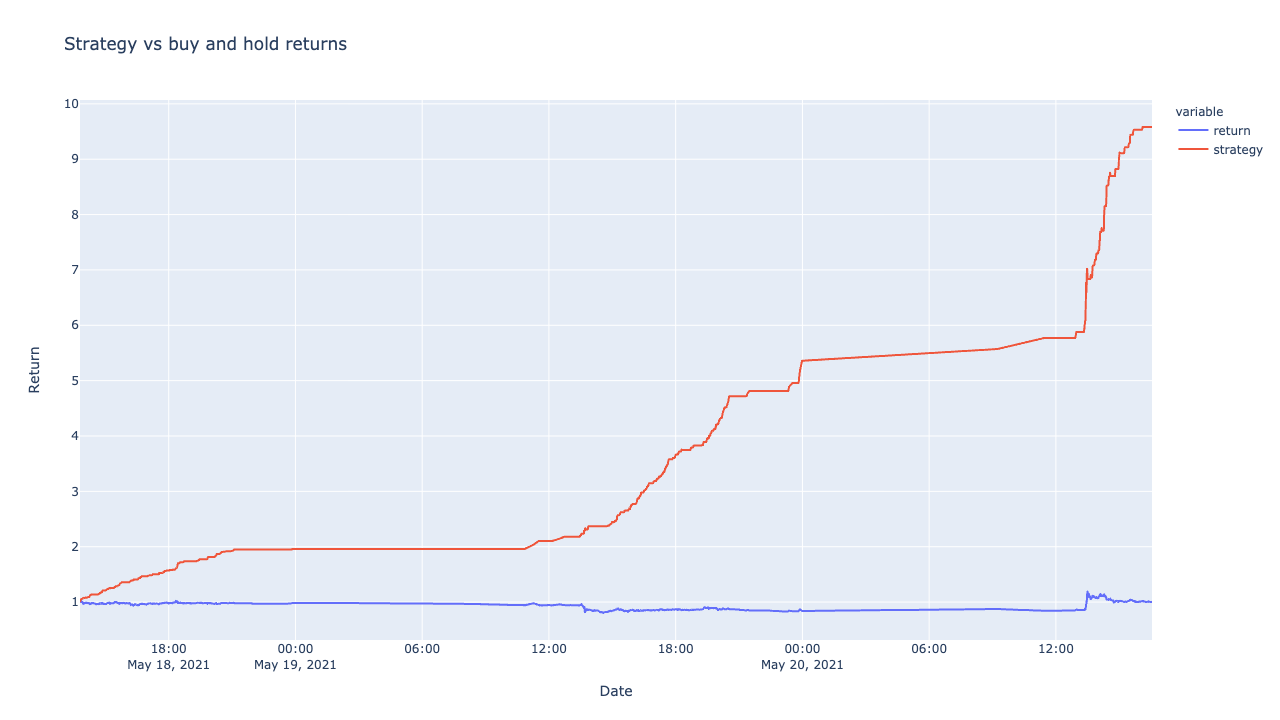 Strategy vs buy and hold returns
variable
return
strategy
Return
10
9
8
7
6
5
4
3
2
1
18:00
May 18, 2021
00:00
May 19, 2021
06:00
12:00
18:00
00:00
May 20, 2021
06:00
12:00
Date